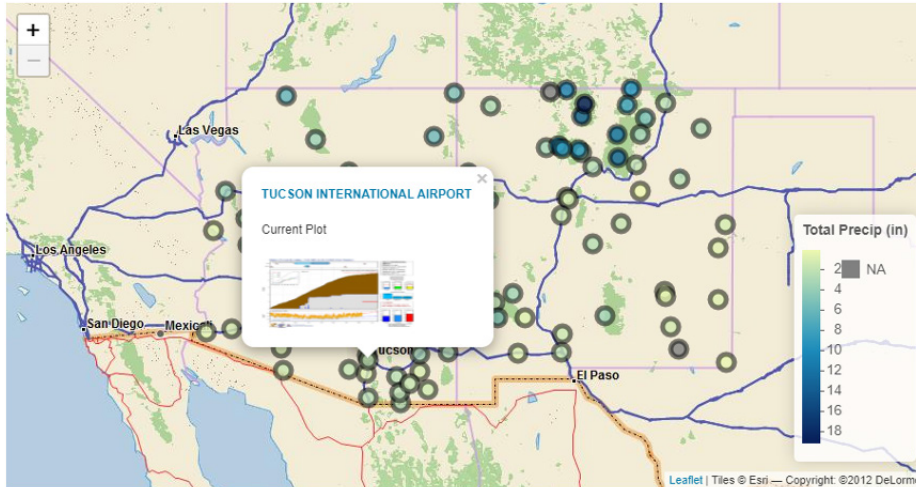 +
−
Las Vegas
Los Angeles
San Diego
Mexicali
Tucson
El Paso
×
TUCSON INTERNATIONAL AIRPORT
Current Plot
Total Precip (in)
2
4
6
8
10
12
14
16
18
NA
Leaflet | Tiles © Esri — Copyright: ©2012 DeLorme